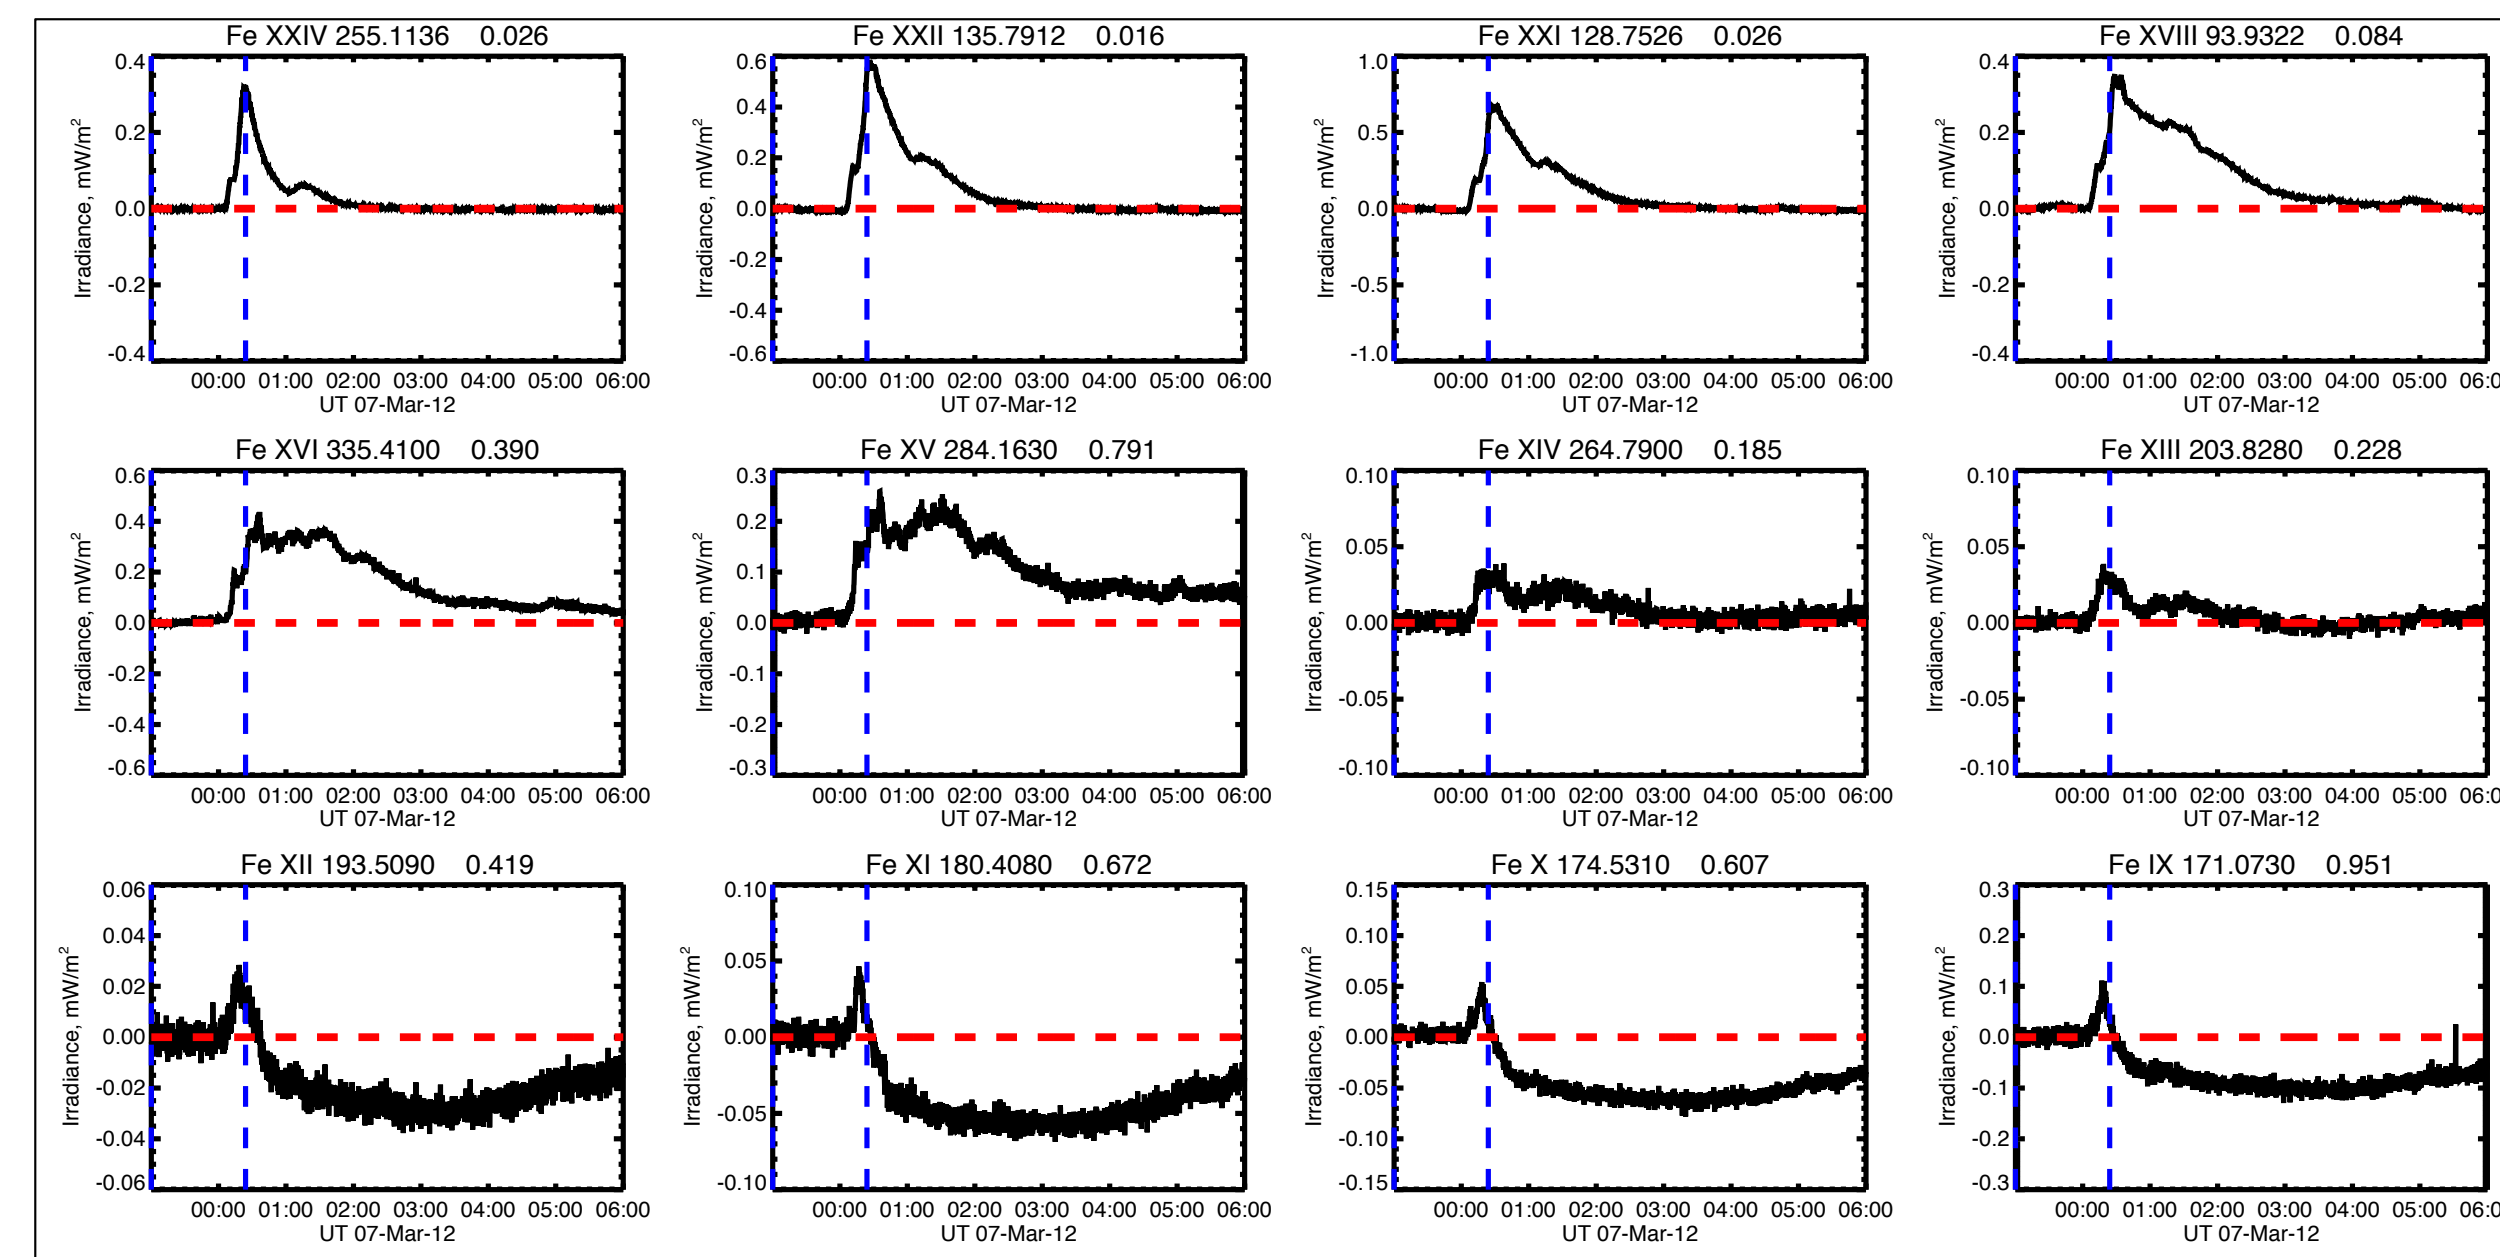 Fe XXIV 255.1136 0.026
Fe XXII 135.7912 0.016
Fe XXI 128.7526 0.026
Fe XVIII 93.9322 0.084
Irradiance, mW/m²
0.4
0.2
0.0
-0.2
-0.4
00:00 01:00 02:00 03:00 04:00 05:00 06:00
UT 07-Mar-12
Irradiance, mW/m²
0.6
0.4
0.2
0.0
-0.2
-0.4
-0.6
00:00 01:00 02:00 03:00 04:00 05:00 06:00
UT 07-Mar-12
Irradiance, mW/m²
1.0
0.5
0.0
-0.5
-1.0
00:00 01:00 02:00 03:00 04:00 05:00 06:00
UT 07-Mar-12
Irradiance, mW/m²
0.4
0.2
0.0
-0.2
-0.4
00:00 01:00 02:00 03:00 04:00 05:00 06:0
UT 07-Mar-12
Fe XVI 335.4100 0.390
Fe XV 284.1630 0.791
Fe XIV 264.7900 0.185
Fe XIII 203.8280 0.228
Irradiance, mW/m²
0.6
0.4
0.2
0.0
-0.2
-0.4
-0.6
00:00 01:00 02:00 03:00 04:00 05:00 06:00
UT 07-Mar-12
Irradiance, mW/m²
0.3
0.2
0.1
0.0
-0.1
-0.2
-0.3
00:00 01:00 02:00 03:00 04:00 05:00 06:00
UT 07-Mar-12
Irradiance, mW/m²
0.10
0.05
0.00
-0.05
-0.10
00:00 01:00 02:00 03:00 04:00 05:00 06:00
UT 07-Mar-12
Irradiance, mW/m²
0.10
0.05
0.00
-0.05
-0.10
00:00 01:00 02:00 03:00 04:00 05:00 06:0
UT 07-Mar-12
Fe XII 193.5090 0.419
Fe XI 180.4080 0.672
Fe X 174.5310 0.607
Fe IX 171.0730 0.951
Irradiance, mW/m²
0.06
0.04
0.02
0.00
-0.02
-0.04
-0.06
00:00 01:00 02:00 03:00 04:00 05:00 06:00
UT 07-Mar-12
Irradiance, mW/m²
0.10
0.05
0.00
-0.05
-0.10
00:00 01:00 02:00 03:00 04:00 05:00 06:00
UT 07-Mar-12
Irradiance, mW/m²
0.15
0.10
0.05
0.00
-0.05
-0.10
-0.15
00:00 01:00 02:00 03:00 04:00 05:00 06:00
UT 07-Mar-12
Irradiance, mW/m²
0.3
0.2
0.1
0.0
-0.1
-0.2
-0.3
00:00 01:00 02:00 03:00 04:00 05:00 06:0
UT 07-Mar-12